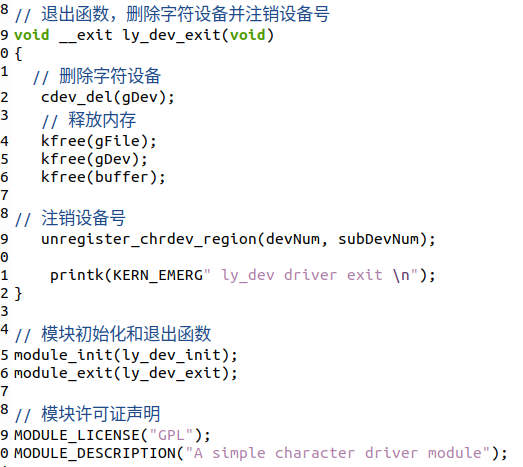 8 // 退出函数，删除字符设备并注销设备号
9 void __exit ly_dev_exit(void)
0 {
1   // 删除字符设备
2    cdev_del(gDev);
3    // 释放内存
4    kfree(gFile);
5    kfree(gDev);
6    kfree(buffer);
7
8 // 注销设备号
9    unregister_chrdev_region(devNum, subDevNum);
0
1     printk(KERN_EMERG" ly_dev driver exit \n");
2 }
3
4 // 模块初始化和退出函数
5 module_init(ly_dev_init);
6 module_exit(ly_dev_exit);
7
8 // 模块许可证声明
9 MODULE_LICENSE("GPL");
0 MODULE_DESCRIPTION("A simple character driver module");